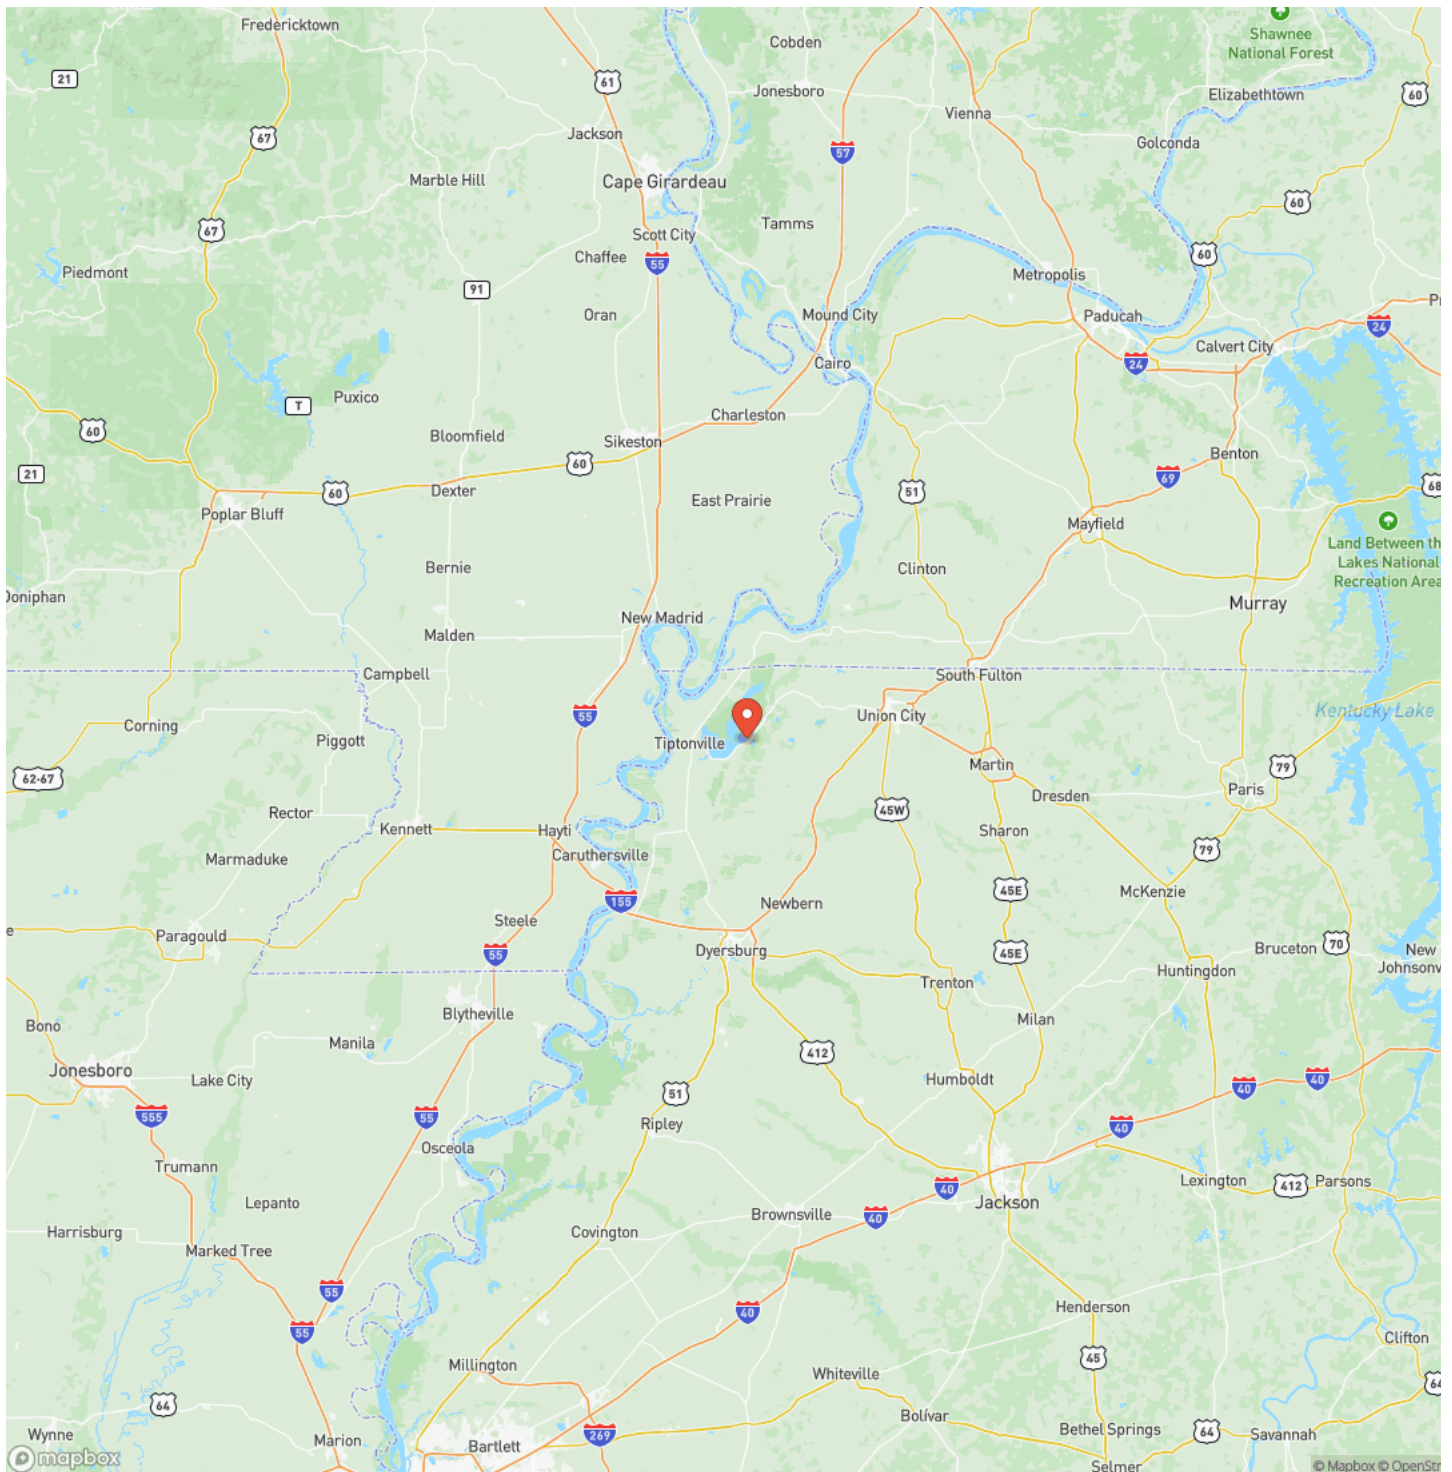 Fredericktown
Cobden
Shawnee
National Forest
21
61
Jonesboro
Elizabethtown
60
67
Jackson
Vienna
57
Golconda
Marble Hill
Cape Girardeau
60
67
Tamms
Scott City
Chaffee
55
60
Piedmont
Metropolis
91
Oran
Mound City
Paducah
Pr
24
Calvert City
Cairo
24
Puxico
T
Charleston
60
Bloomfield
Sikeston
Benton
21
60
69
Dexter
60
51
68
East Prairie
Poplar Bluff
Mayfield
Land Between th
Lakes National
Recreation Area
Bernie
Clinton
Doniphan
Murray
New Madrid
Malden
Campbell
South Fulton
Kentucky Lake
55
Union City
Corning
Piggott
Tiptonville
Martin
79
62-67
Paris
Dresden
Rector
45W
Kennett
Hayti
Sharon
79
Marmaduke
Caruthersville
45E
McKenzie
155
Newbern
Steele
e
Paragould
70
New
Johnsonv
Bruceton
55
Dyersburg
45E
Huntingdon
Trenton
Blytheville
Bono
Milan
Manila
412
Jonesboro
Lake City
Humboldt
40
40
51
555
55
Ripley
40
Osceola
Trumann
40
Lexington
412
Parsons
Lepanto
Jackson
40
Brownsville
Harrisburg
Covington
Marked Tree
55
40
Henderson
55
Clifton
45
Millington
Whiteville
64
64
Bolívar
Wynne
269
Bethel Springs
64
Savannah
Marion
Bartlett
mapbox
Selmer
© Mapbox © OpenStr